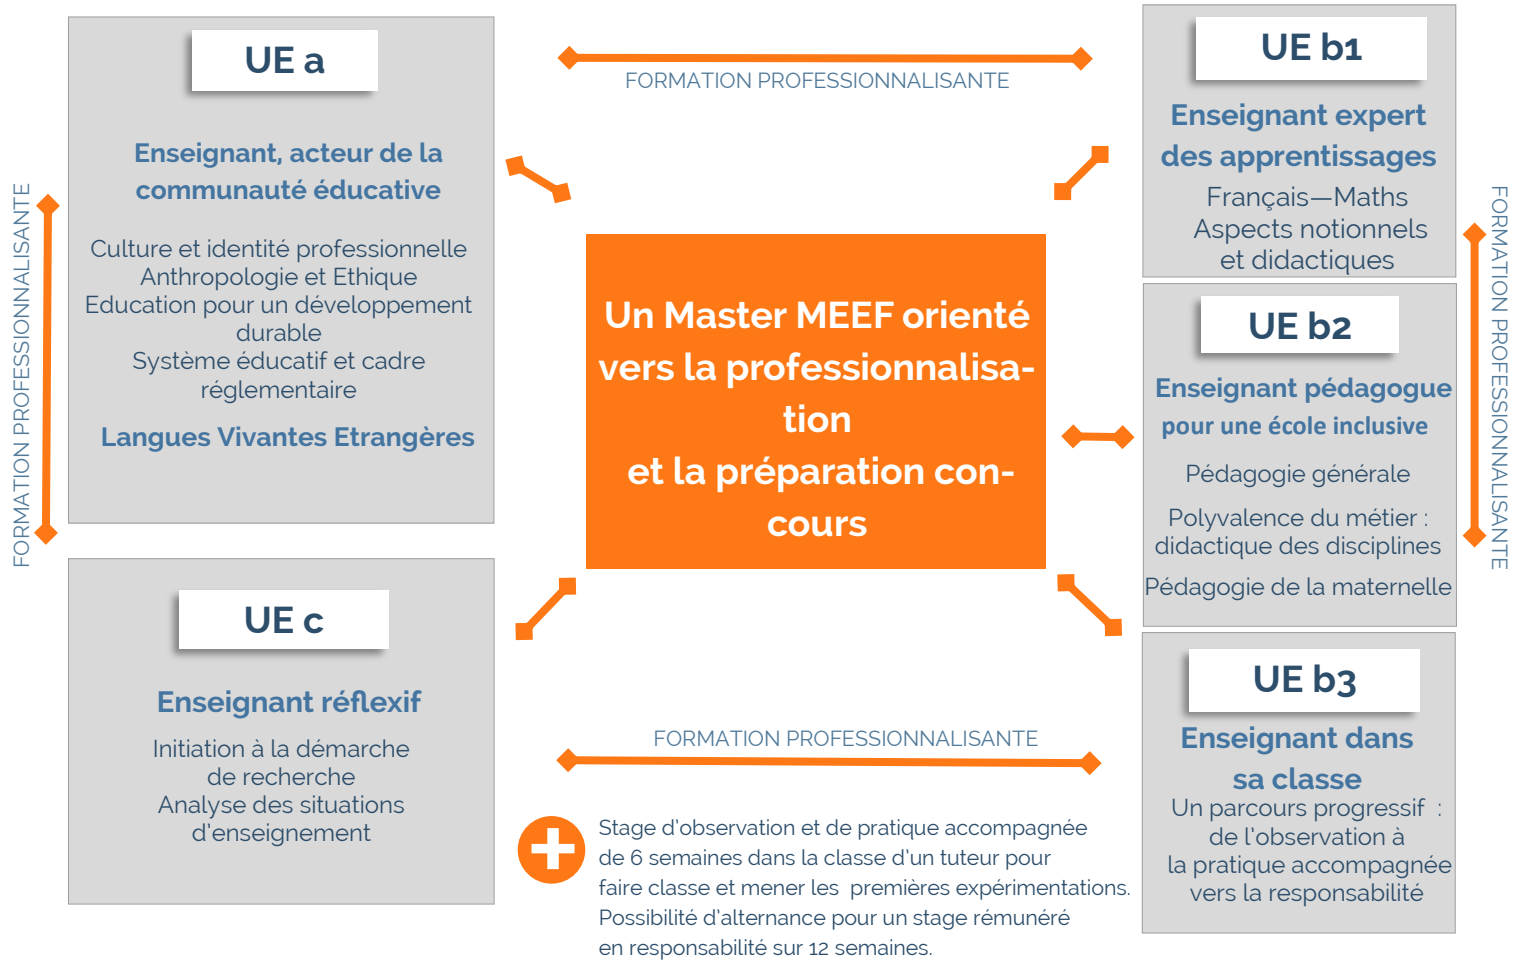 UE a
Enseignant, acteur de la
communauté éducative
Culture et identité professionnelle
Anthropologie et Ethique
Education pour un développement
durable
Système éducatif et cadre
réglementaire
Langues Vivantes Etrangères
FORMATION PROFESSIONNALISANTE
UE c
Enseignant réflexif
Initiation à la démarche
de recherche
Analyse des situations
d'enseignement
FORMATION PROFESSIONNALISANTE
Un Master MEEF orienté
vers la professionnalisa-
tion
et la préparation con-
cours
FORMATION PROFESSIONNALISANTE
Stage d'observation et de pratique accompagnée
de 6 semaines dans la classe d'un tuteur pour
faire classe et mener les premières expérimentations.
Possibilité d'alternance pour un stage rémunéré
en responsabilité sur 12 semaines.
UE b1
Enseignant expert
des apprentissages
Français—Maths
Aspects notionnels
et didactiques
UE b2
Enseignant pédagogue
pour une école inclusive
Pédagogie générale
Polyvalence du métier :
didactique des disciplines
Pédagogie de la maternelle
FORMATION PROFESSIONNALISANTE
UE b3
Enseignant dans
sa classe
Un parcours progressif :
de l'observation à
la pratique accompagnée
vers la responsabilité